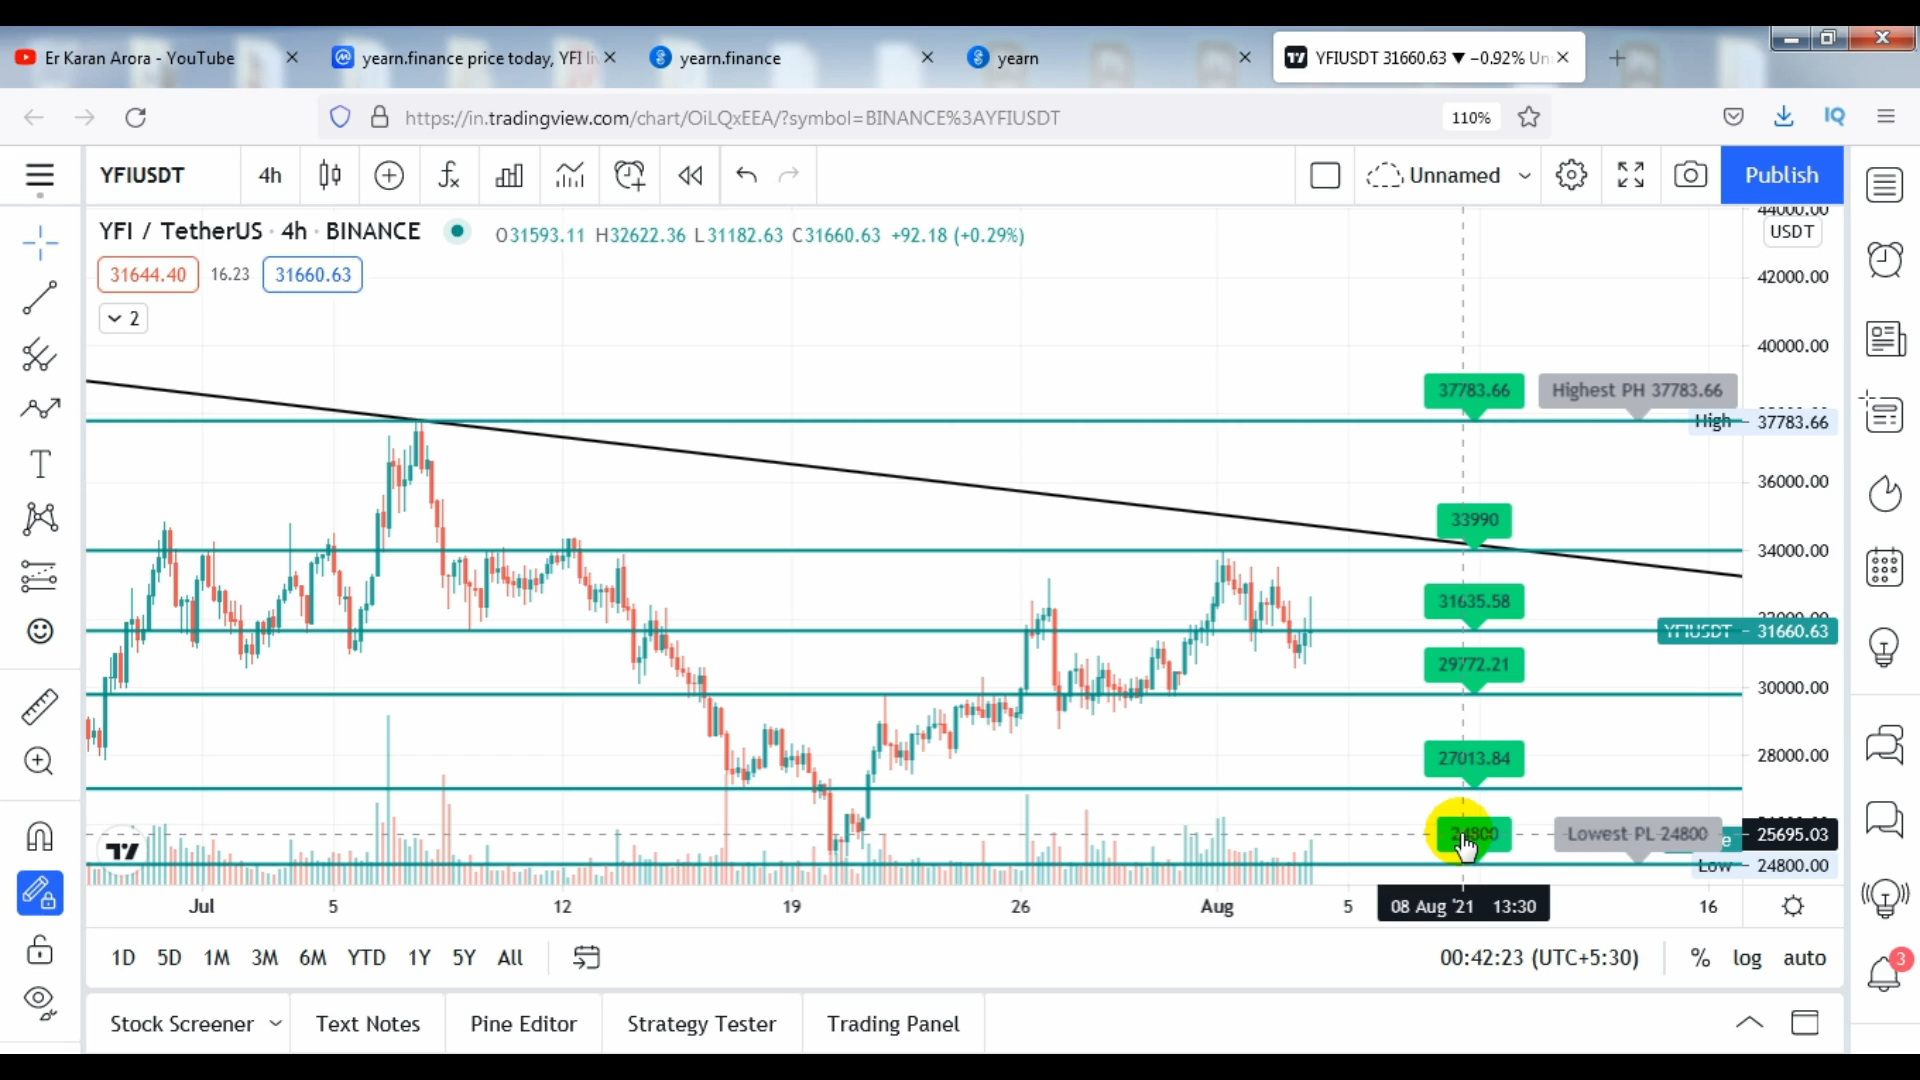 Er Karan Arora - YouTube
yearn.finance price today, YFI li
yearn.finance
yearn
YFIUSDT 31660.63 ▼ −0.92% Un
https://in.tradingview.com/chart/OiLQxEEA/?symbol=BINANCE%3AYFIUSDT
110%
IQ
YFIUSDT
4h
Unnamed
Publish
YFI / TetherUS · 4h · BINANCE
O31593.11 H32622.36 L31182.63 C31660.63 +92.18 (+0.29%)
31644.40
16.23
31660.63
2
44000.00
USDT
42000.00
40000.00
37783.66
Highest PH 37783.66
High
37783.66
36000.00
33990
34000.00
31635.58
32000.00
YFIUSDT
31660.63
29772.21
30000.00
27013.84
28000.00
24800
Lowest PL 24800
25695.03
Low
24800.00
Jul
5
12
19
26
Aug
5
08 Aug '21 13:30
16
1D
5D
1M
3M
6M
YTD
1Y
5Y
All
00:42:23 (UTC+5:30)
%
log
auto
3
Stock Screener
Text Notes
Pine Editor
Strategy Tester
Trading Panel